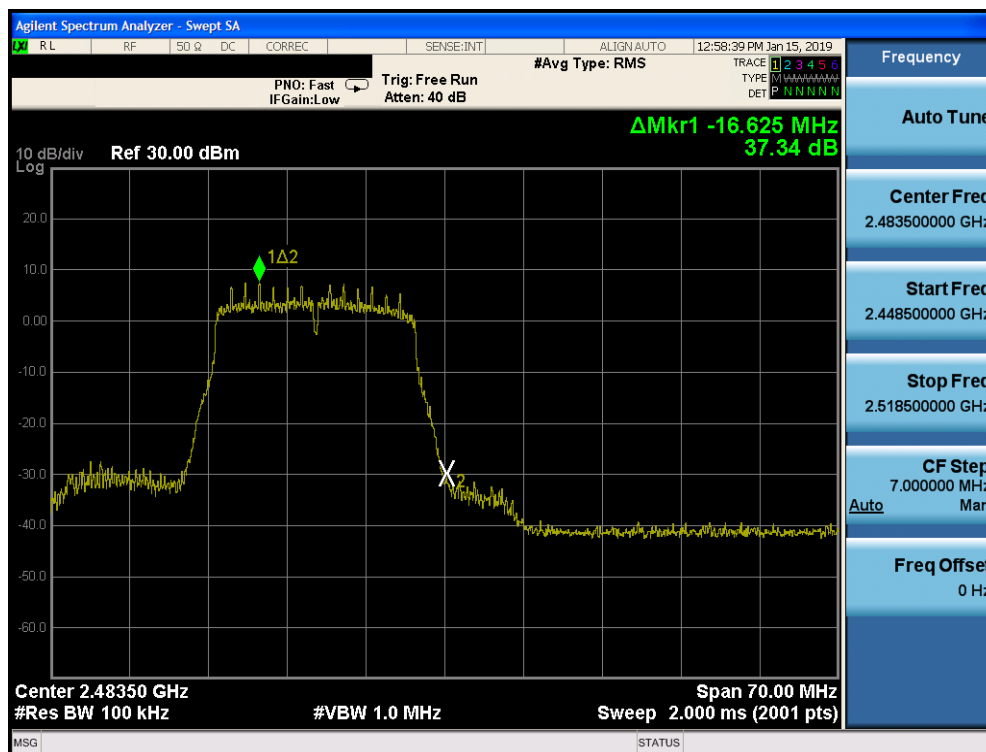 Agilent Spectrum Analyzer - Swept SA
LXI RL RF 50 Ω DC CORREC SENSE:INT ALIGN AUTO 12:58:39 PM Jan 15, 2019
#Avg Type: RMS
TRACE 1 2 3 4 5 6
PNO: Fast Trig: Free Run
TYPE M WWWWW
IFGain:Low Atten: 40 dB
DET P N N N N N
ΔMkr1 -16.625 MHz
37.34 dB
10 dB/div Ref 30.00 dBm
Log
20.0
1Δ2
10.0
0.00
-10.0
-20.0
-30.0
2
-40.0
-50.0
-60.0
Center 2.48350 GHz Span 70.00 MHz
#Res BW 100 kHz #VBW 1.0 MHz Sweep 2.000 ms (2001 pts)
MSG STATUS
Frequency
Auto Tune
Center Freq
2.483500000 GHz
Start Freq
2.448500000 GHz
Stop Freq
2.518500000 GHz
CF Step
7.000000 MHz
Auto Man
Freq Offset
0 Hz